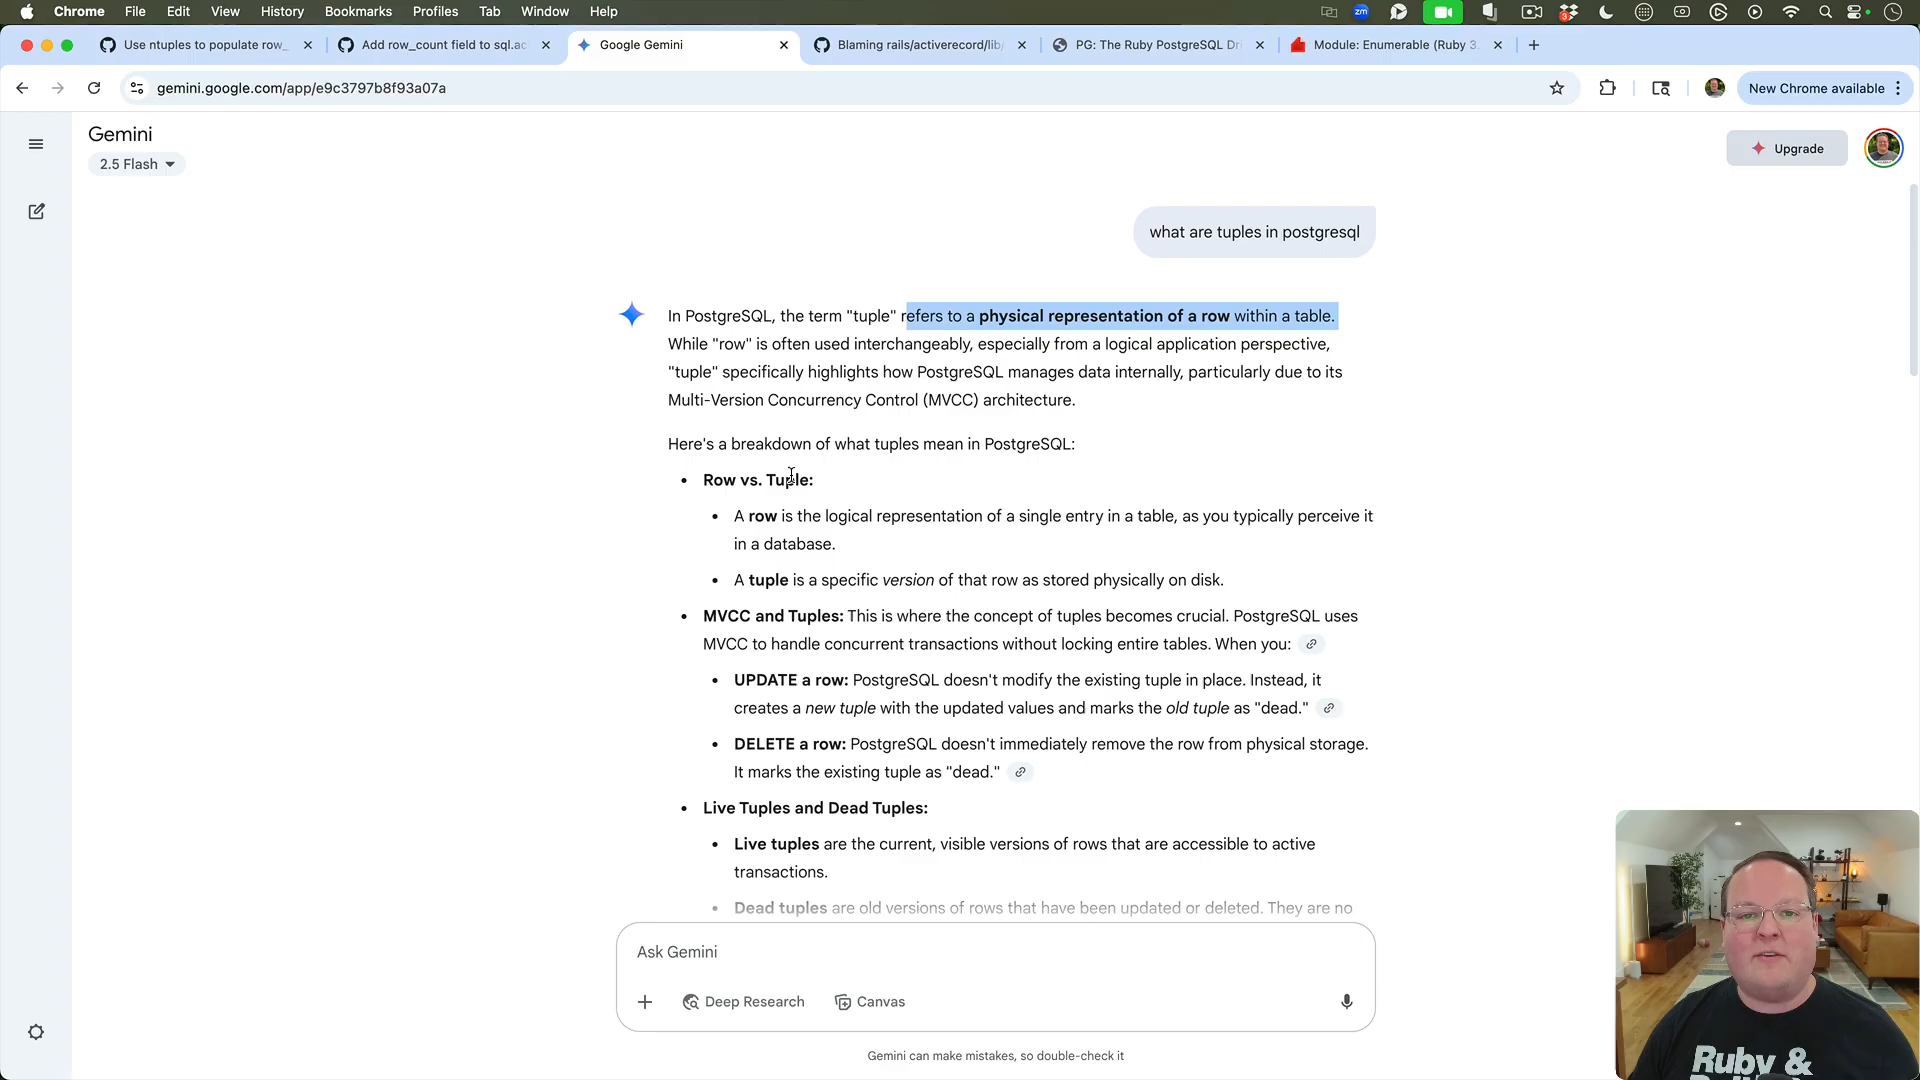 Chrome File Edit View History Bookmarks Profiles Tab Window Help
zm
3
Use ntuples to populate row_
Add row_count field to sql.ac
Google Gemini
Blaming rails/activerecord/lib/
PG: The Ruby PostgreSQL Dri
Module: Enumerable (Ruby 3.
gemini.google.com/app/e9c3797b8f93a07a
New Chrome available
Gemini
2.5 Flash
Upgrade
what are tuples in postgresql
In PostgreSQL, the term "tuple" refers to a physical representation of a row within a table.
While "row" is often used interchangeably, especially from a logical application perspective,
"tuple" specifically highlights how PostgreSQL manages data internally, particularly due to its
Multi-Version Concurrency Control (MVCC) architecture.
Here's a breakdown of what tuples mean in PostgreSQL:
Row vs. Tuple:
A row is the logical representation of a single entry in a table, as you typically perceive it
in a database.
A tuple is a specific version of that row as stored physically on disk.
MVCC and Tuples: This is where the concept of tuples becomes crucial. PostgreSQL uses
MVCC to handle concurrent transactions without locking entire tables. When you:
UPDATE a row: PostgreSQL doesn't modify the existing tuple in place. Instead, it
creates a new tuple with the updated values and marks the old tuple as "dead."
DELETE a row: PostgreSQL doesn't immediately remove the row from physical storage.
It marks the existing tuple as "dead."
Live Tuples and Dead Tuples:
Live tuples are the current, visible versions of rows that are accessible to active
transactions.
Dead tuples are old versions of rows that have been updated or deleted. They are no
Ask Gemini
Deep Research
Canvas
Gemini can make mistakes, so double-check it
Ruby &